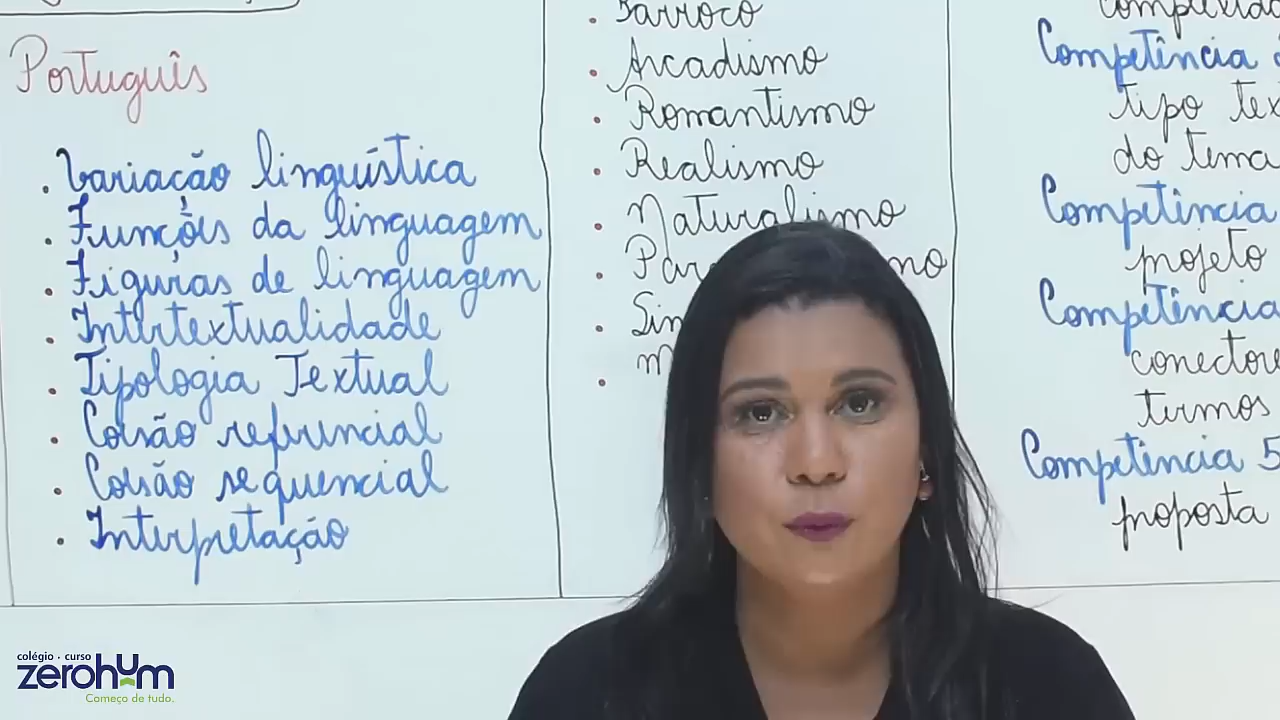 Português
. Variação linguística
. Funções da linguagem
. Figuras de linguagem
. Intertextualidade
. Tipologia Textual
. Coesão referencial
. Coesão sequencial
. Interpretação
. Barroco
. Arcadismo
. Romantismo
. Realismo
. Naturalismo
Competência
tipo
do tema
Competência
projeto
Competência
termos
Competência 5
proposta
colégio · curso
zerohum
Começo de tudo.